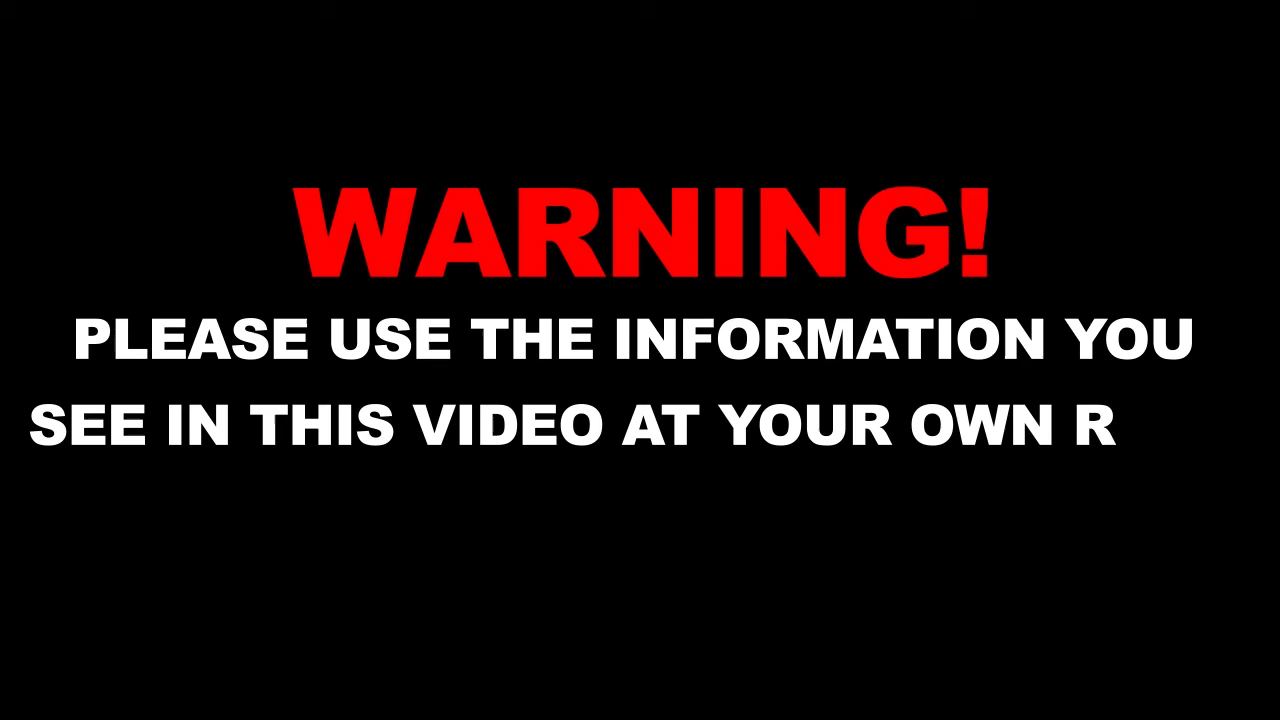 WARNING!
PLEASE USE THE INFORMATION YOU
SEE IN THIS VIDEO AT YOUR OWN R